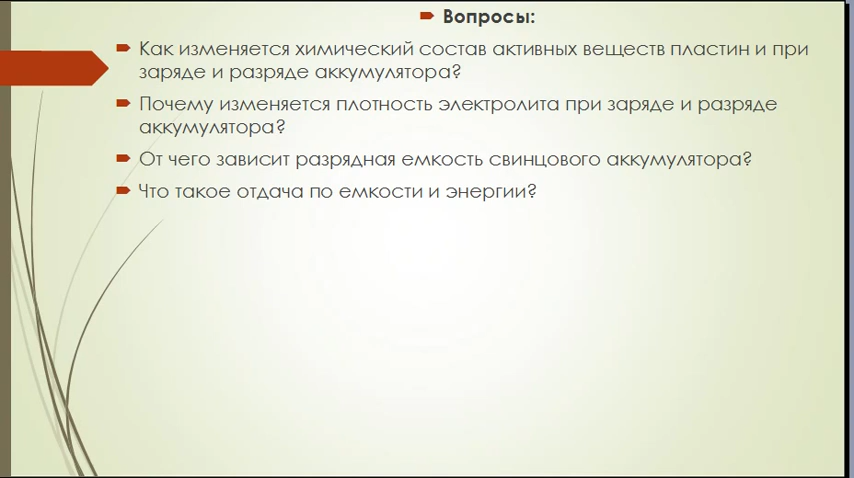 Вопросы:
Как изменяется химический состав активных веществ пластин и при
заряде и разряде аккумулятора?
Почему изменяется плотность электролита при заряде и разряде
аккумулятора?
От чего зависит разрядная емкость свинцового аккумулятора?
Что такое отдача по емкости и энергии?